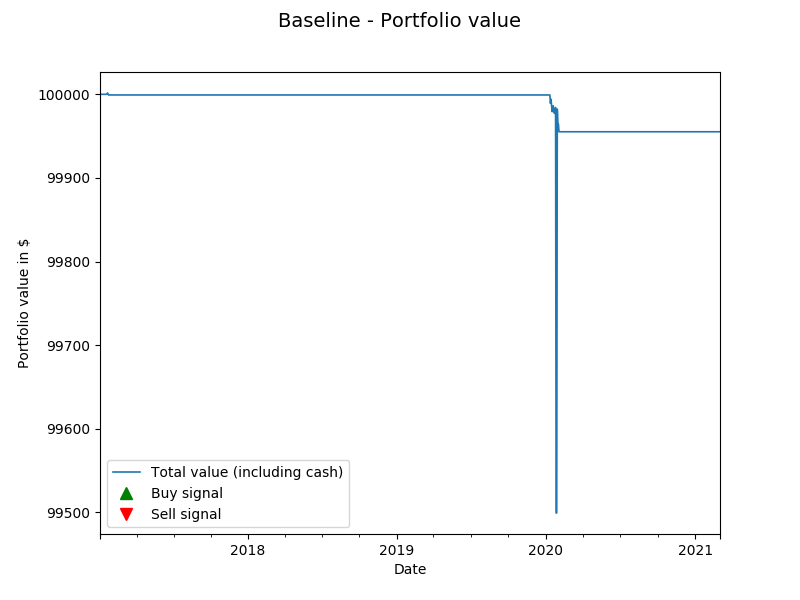 Baseline - Portfolio value
100000
99900
99800
99700
99600
99500
Portfolio value in $
Total value (including cash)
Buy signal
Sell signal
2018
2019
2020
2021
Date